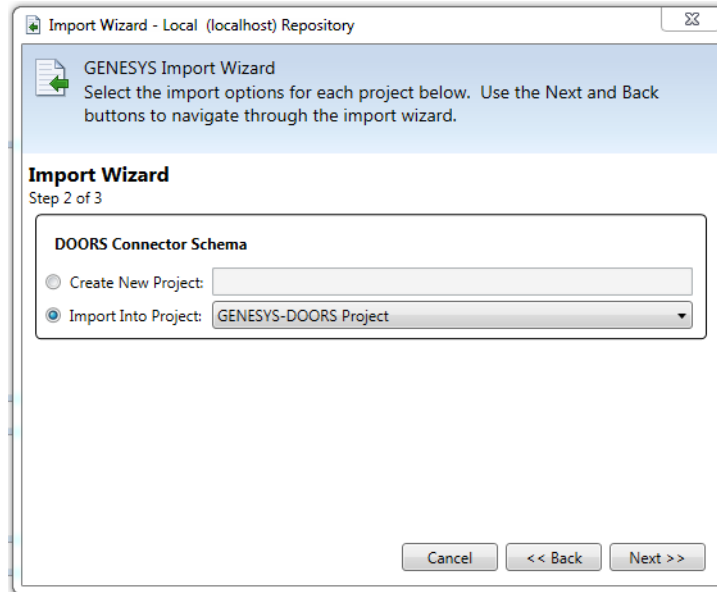 Import Wizard - Local (localhost) Repository
GENESYS Import Wizard
Select the import options for each project below. Use the Next and Back
buttons to navigate through the import wizard.
Import Wizard
Step 2 of 3
DOORS Connector Schema
Create New Project:
Import Into Project: GENESYS-DOORS Project
Cancel << Back Next >>